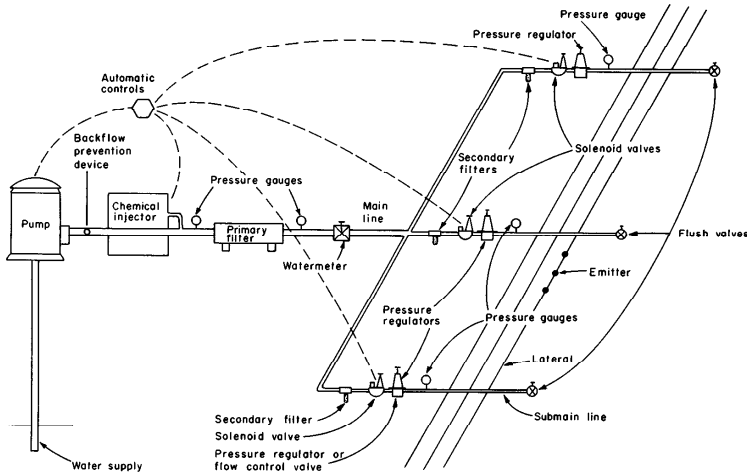 Pressure gauge
Pressure regulator
Automatic
controls
Backflow
prevention
device
Chemical
injector
Pump
Pressure gauges
Primary
filter
Main
line
Watermeter
Secondary
filters
Solenoid valves
Flush valves
Emitter
Pressure
regulators
Pressure gauges
Lateral
Submain line
Secondary filter
Solenoid valve
Pressure regulator or
flow control valve
Water supply